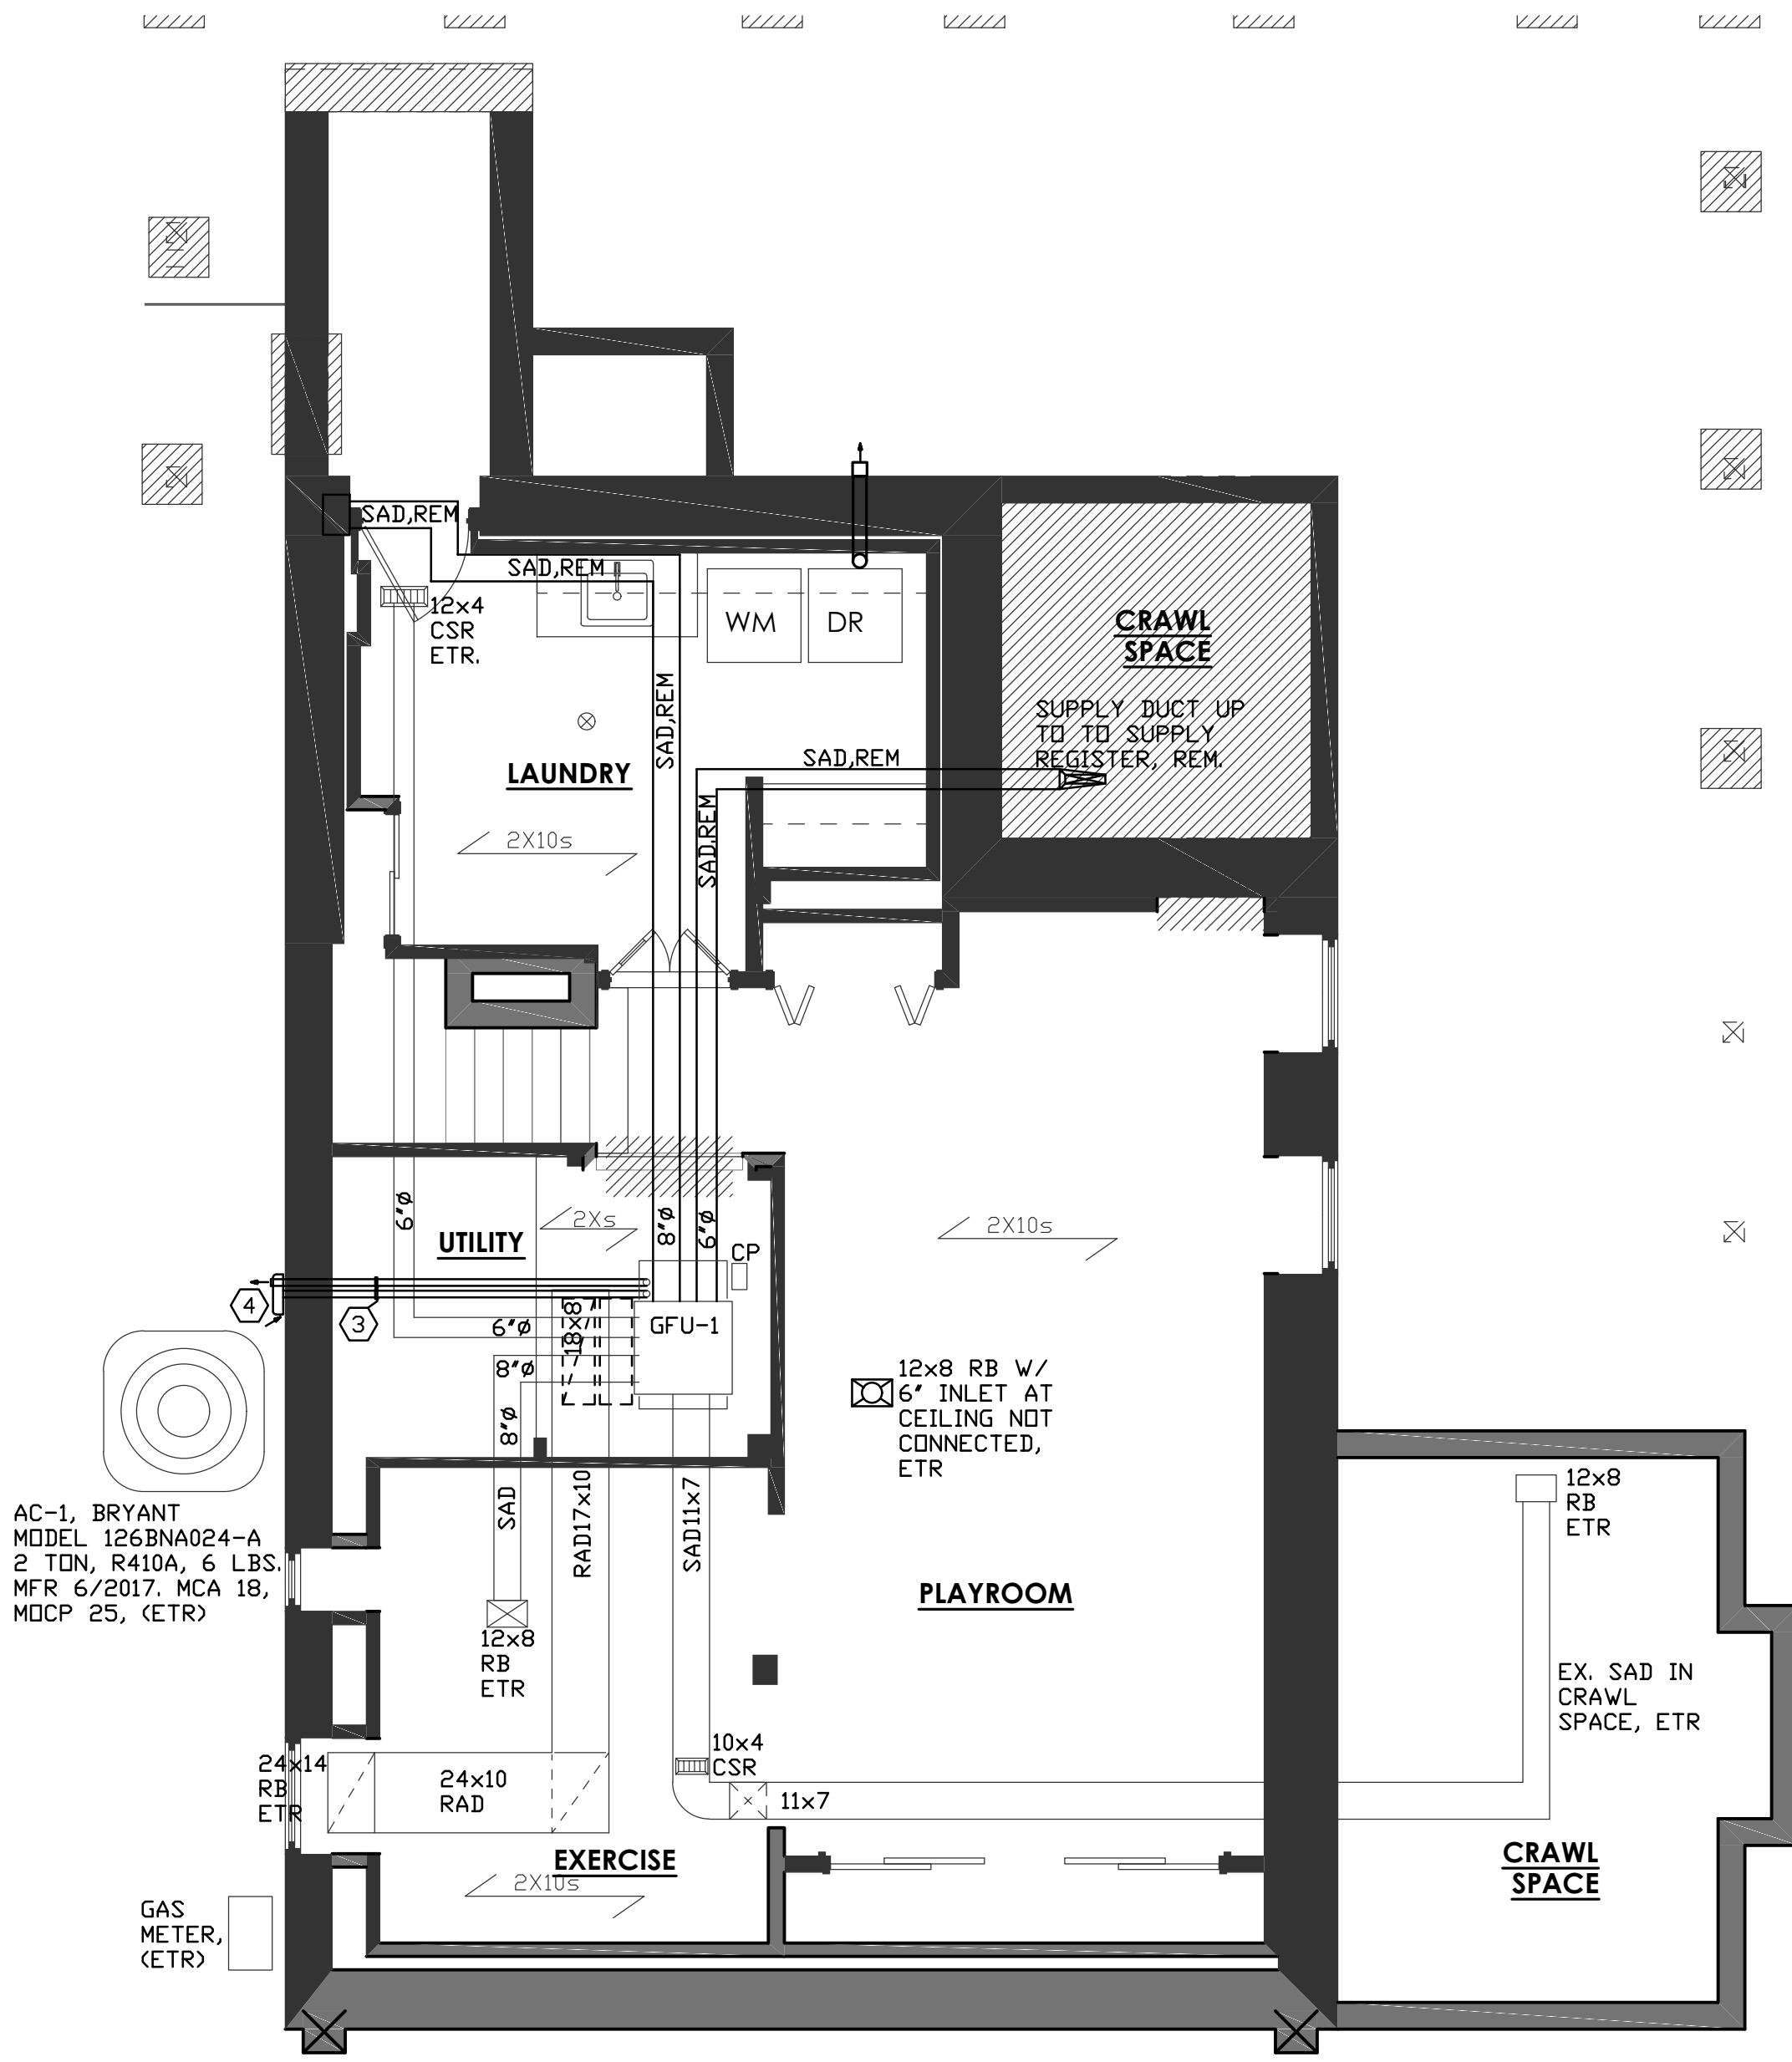 SAD,REM
SAD,REM
12x4
CSR
ETR.
WM
DR
CRAWL
SPACE
SAD,REM
SUPPLY DUCT UP
TO TO SUPPLY
REGISTER, REM.
SAD,REM
LAUNDRY
SAD,REM
2X10s
6"ø
UTILITY
2Xs
8"ø
6"ø
CP
2X10s
4
3
6"ø
18x8
GFU-1
8"ø
8"ø
12x8 RB W/
6" INLET AT
CEILING NOT
CONNECTED,
ETR
AC-1, BRYANT
MODEL 126BNA024-A
2 TON, R410A, 6 LBS.
MFR 6/2017. MCA 18,
MOCP 25, (ETR)
SAD
RAD17x10
SAD11x7
12x8
RB
ETR
PLAYROOM
12x8
RB
ETR
EX. SAD IN
CRAWL
SPACE, ETR
24x14
RB
ETR
24x10
RAD
10x4
CSR
11x7
EXERCISE
2X10s
CRAWL
SPACE
GAS
METER,
(ETR)